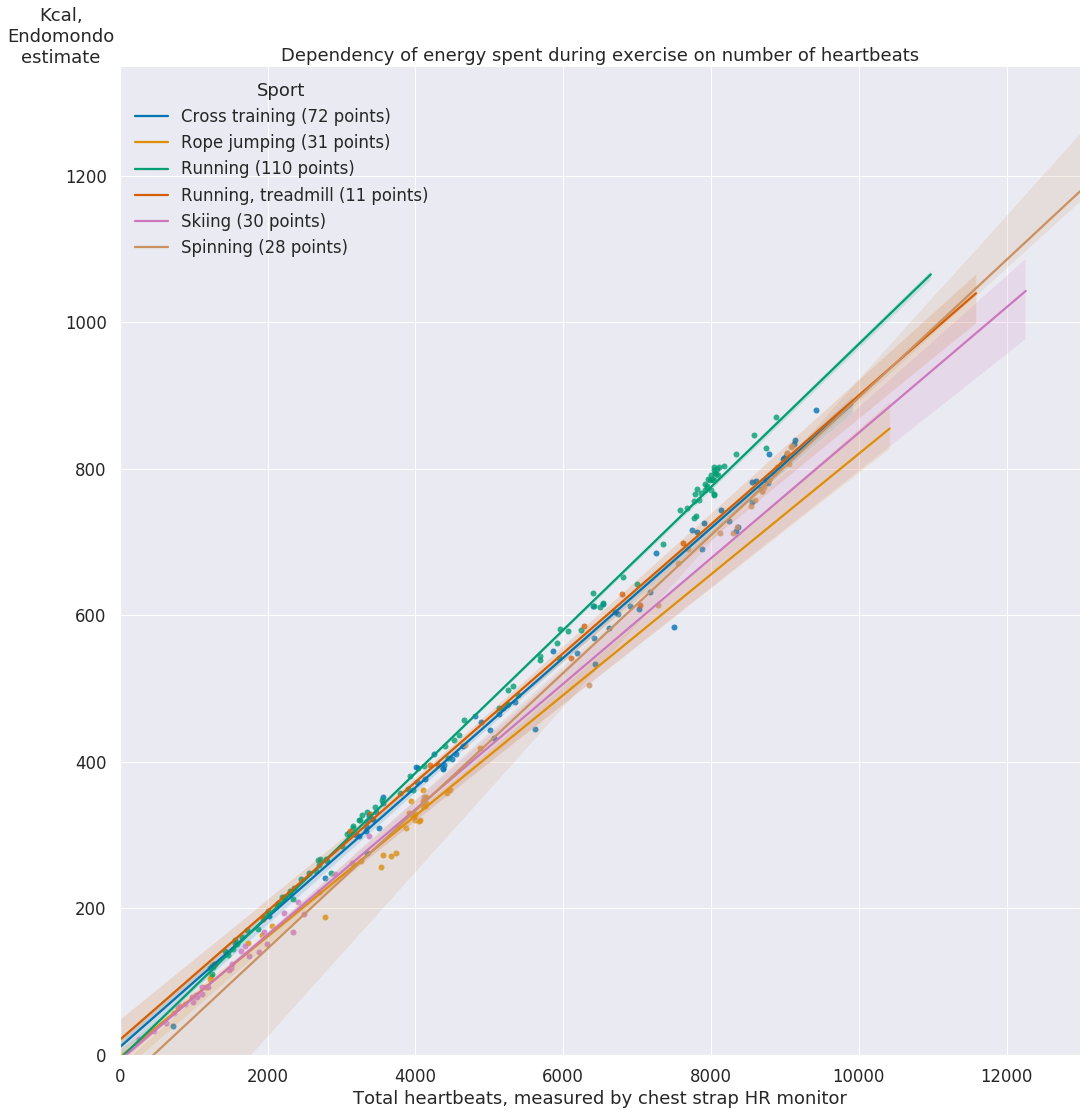 Kcal,
Endomondo
estimate
Dependency of energy spent during exercise on number of heartbeats
Sport
Cross training (72 points)
Rope jumping (31 points)
Running (110 points)
Running, treadmill (11 points)
Skiing (30 points)
Spinning (28 points)
1200
1000
800
600
400
200
0
0 2000 4000 6000 8000 10000 12000
Total heartbeats, measured by chest strap HR monitor